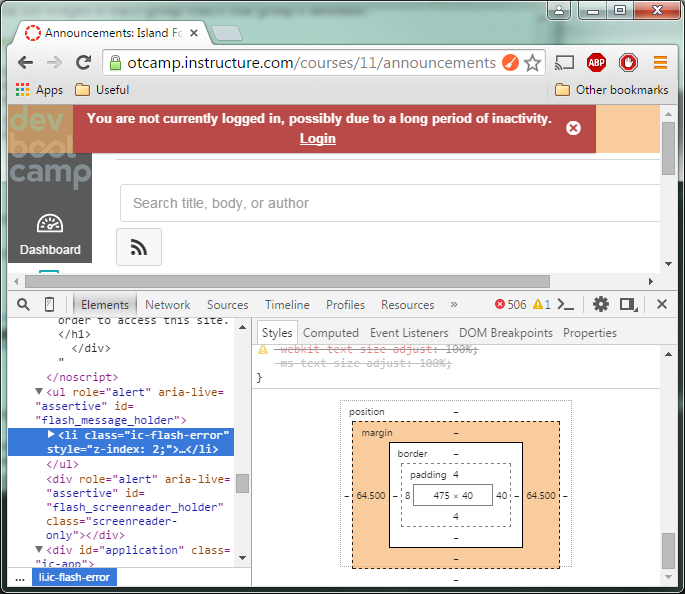 Announcements: Island Fo
otcamp.instructure.com/courses/11/announcements
ABP
Apps Useful Other bookmarks
dev
boot
camp
You are not currently logged in, possibly due to a long period of inactivity.
Login
Search title, body, or author
Dashboard
Elements Network Sources Timeline Profiles Resources » 506 1
order to access this site.
</h1>
</div>
"
</noscript>
<ul role="alert" aria-live=
"assertive" id=
"flash_message_holder">
<li class="ic-flash-error"
style="z-index: 2;">…</li>
</ul>
<div role="alert" aria-live=
"assertive" id=
"flash_screenreader_holder"
class="screenreader-
only"></div>
<div id="application" class=
"ic-app">
... li.ic-flash-error
Styles Computed Event Listeners DOM Breakpoints Properties
-webkit-text-size-adjust: 100%;
-ms-text-size-adjust: 100%;
}
position –
margin –
border –
padding 4
– 64.500 – 8 475 × 40 40 – 64.500 –
4
–
–
–